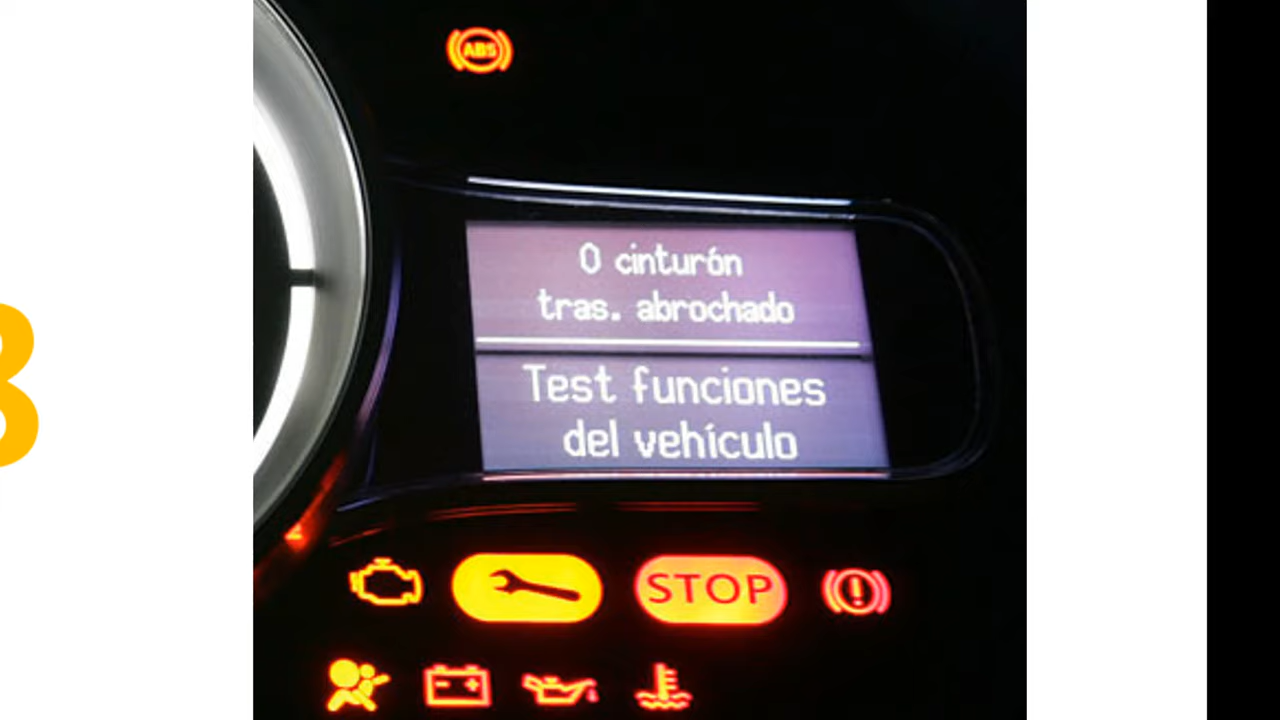 ABS
0 cinturón
tras. abrochado
Test funciones
del vehículo
STOP